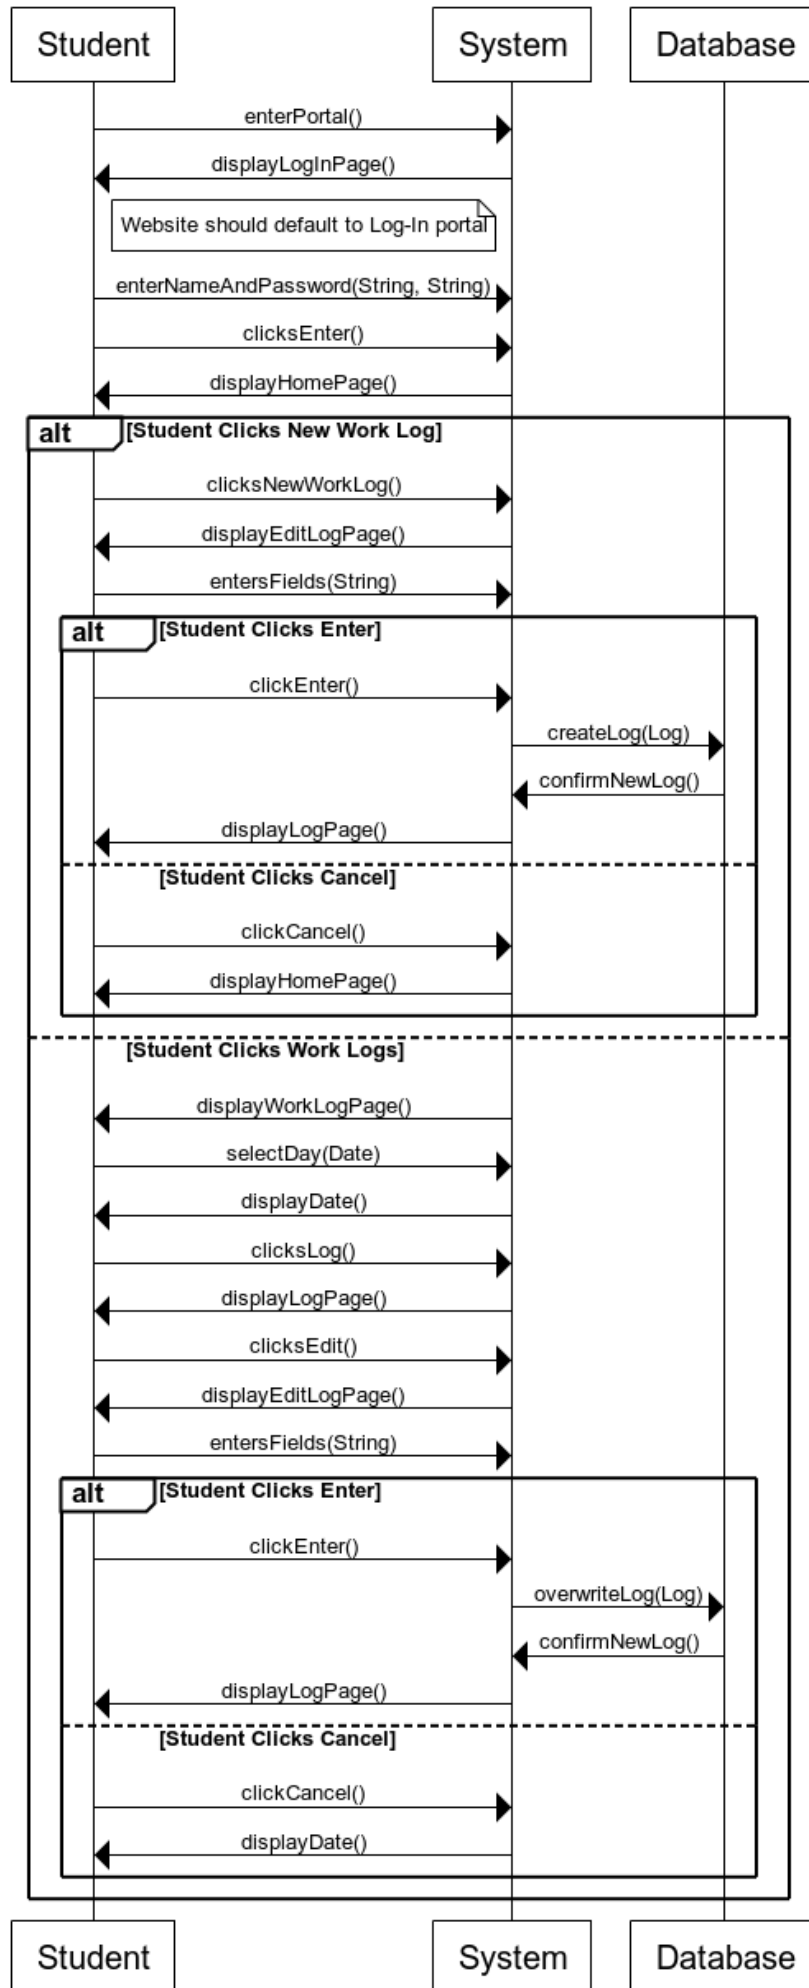 Student System Database
enterPortal()
displayLogInPage()
Website should default to Log-In portal
enterNameAndPassword(String, String)
clicksEnter()
displayHomePage()
alt [Student Clicks New Work Log]
clicksNewWorkLog()
displayEditLogPage()
entersFields(String)
alt [Student Clicks Enter]
clickEnter()
createLog(Log)
confirmNewLog()
displayLogPage()
[Student Clicks Cancel]
clickCancel()
displayHomePage()
[Student Clicks Work Logs]
displayWorkLogPage()
selectDay(Date)
displayDate()
clicksLog()
displayLogPage()
clicksEdit()
displayEditLogPage()
entersFields(String)
alt [Student Clicks Enter]
clickEnter()
overwriteLog(Log)
confirmNewLog()
displayLogPage()
[Student Clicks Cancel]
clickCancel()
displayDate()
Student System Database